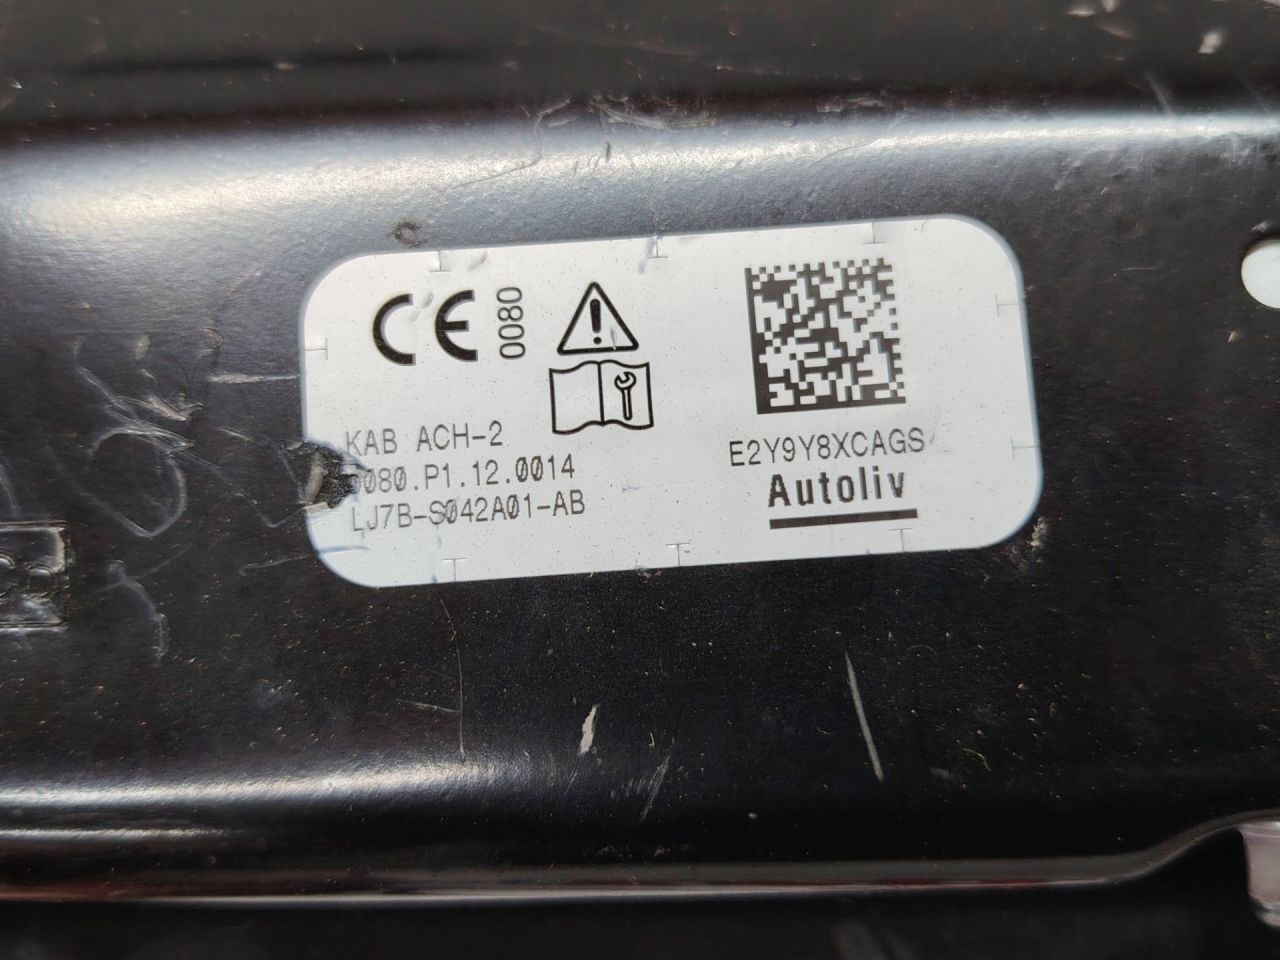 CE 0080
KAB ACH-2
0080.P1.12.0014
LJ7B-S042A01-AB
E2Y9Y8XCAGS
Autoliv